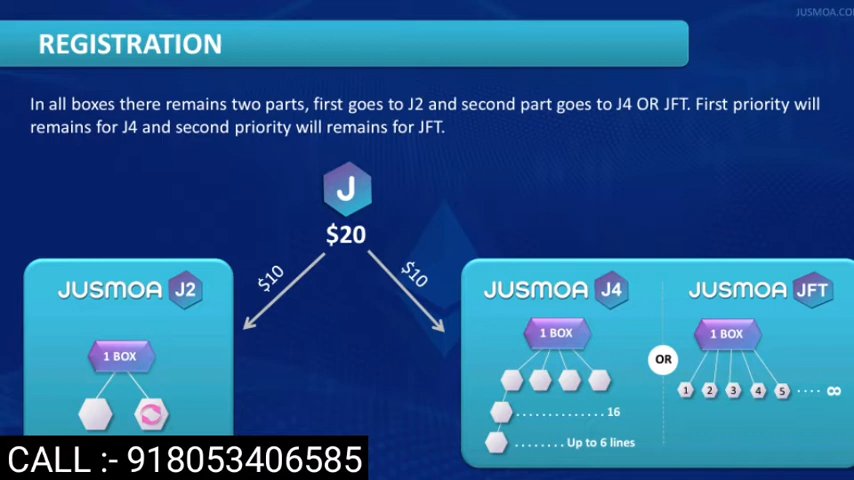 JUSMOA.CO
REGISTRATION
In all boxes there remains two parts, first goes to J2 and second part goes to J4 OR JFT. First priority will
remains for J4 and second priority will remains for JFT.
J
$20
$10
$10
JUSMOA J2
1 BOX
JUSMOA J4
1 BOX
16
Up to 6 lines
OR
JUSMOA JFT
1 BOX
1 2 3 4 5 .... ∞
CALL :- 918053406585